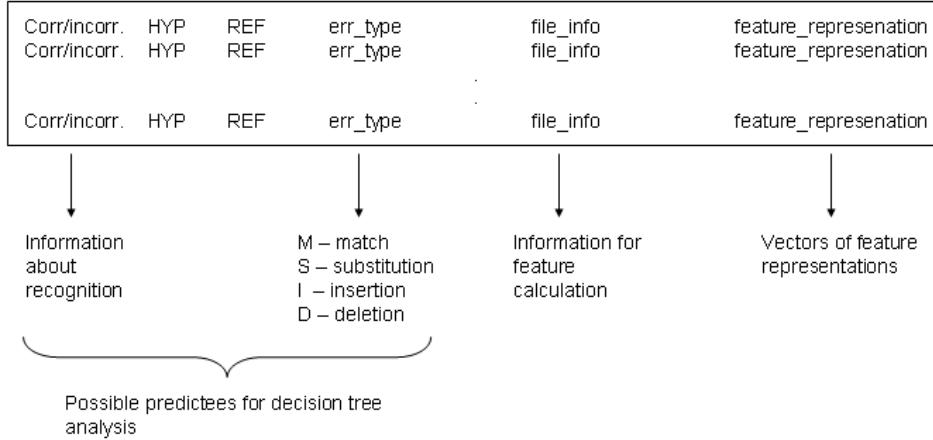 Corr/incorr. HYP REF err_type file_info feature_represenation
Corr/incorr. HYP REF err_type file_info feature_represenation
.
.
Corr/incorr. HYP REF err_type file_info feature_represenation
Information about recognition
M – match
S – substitution
I – insertion
D – deletion
Information for feature calculation
Vectors of feature representations
Possible predictees for decision tree analysis